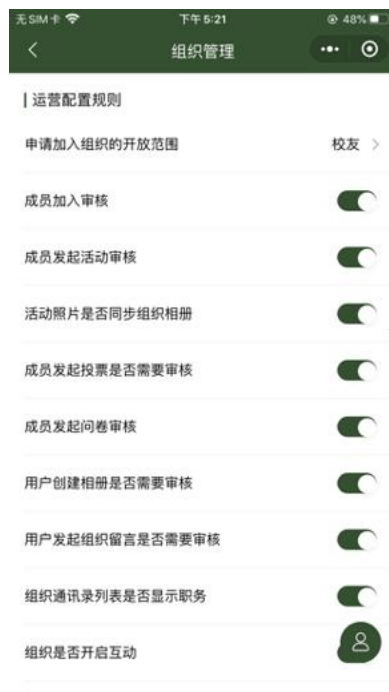 无SIM卡
下午5:21
48%
组织管理
运营配置规则
申请加入组织的开放范围
校友
成员加入审核
成员发起活动审核
活动照片是否同步组织相册
成员发起投票是否需要审核
成员发起问卷审核
用户创建相册是否需要审核
用户发起组织留言是否需要审核
组织通讯录列表是否显示职务
组织是否开启互动